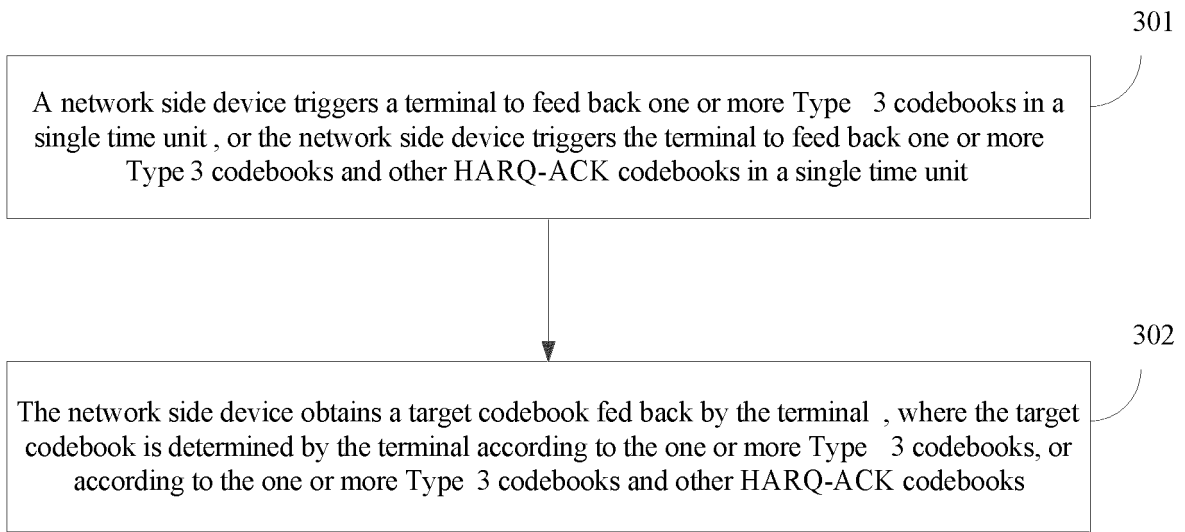 301
A network side device triggers a terminal to feed back one or more Type 3 codebooks in a
single time unit , or the network side device triggers the terminal to feed back one or more
Type 3 codebooks and other HARQ-ACK codebooks in a single time unit
302
The network side device obtains a target codebook fed back by the terminal , where the target
codebook is determined by the terminal according to the one or more Type 3 codebooks, or
according to the one or more Type 3 codebooks and other HARQ-ACK codebooks